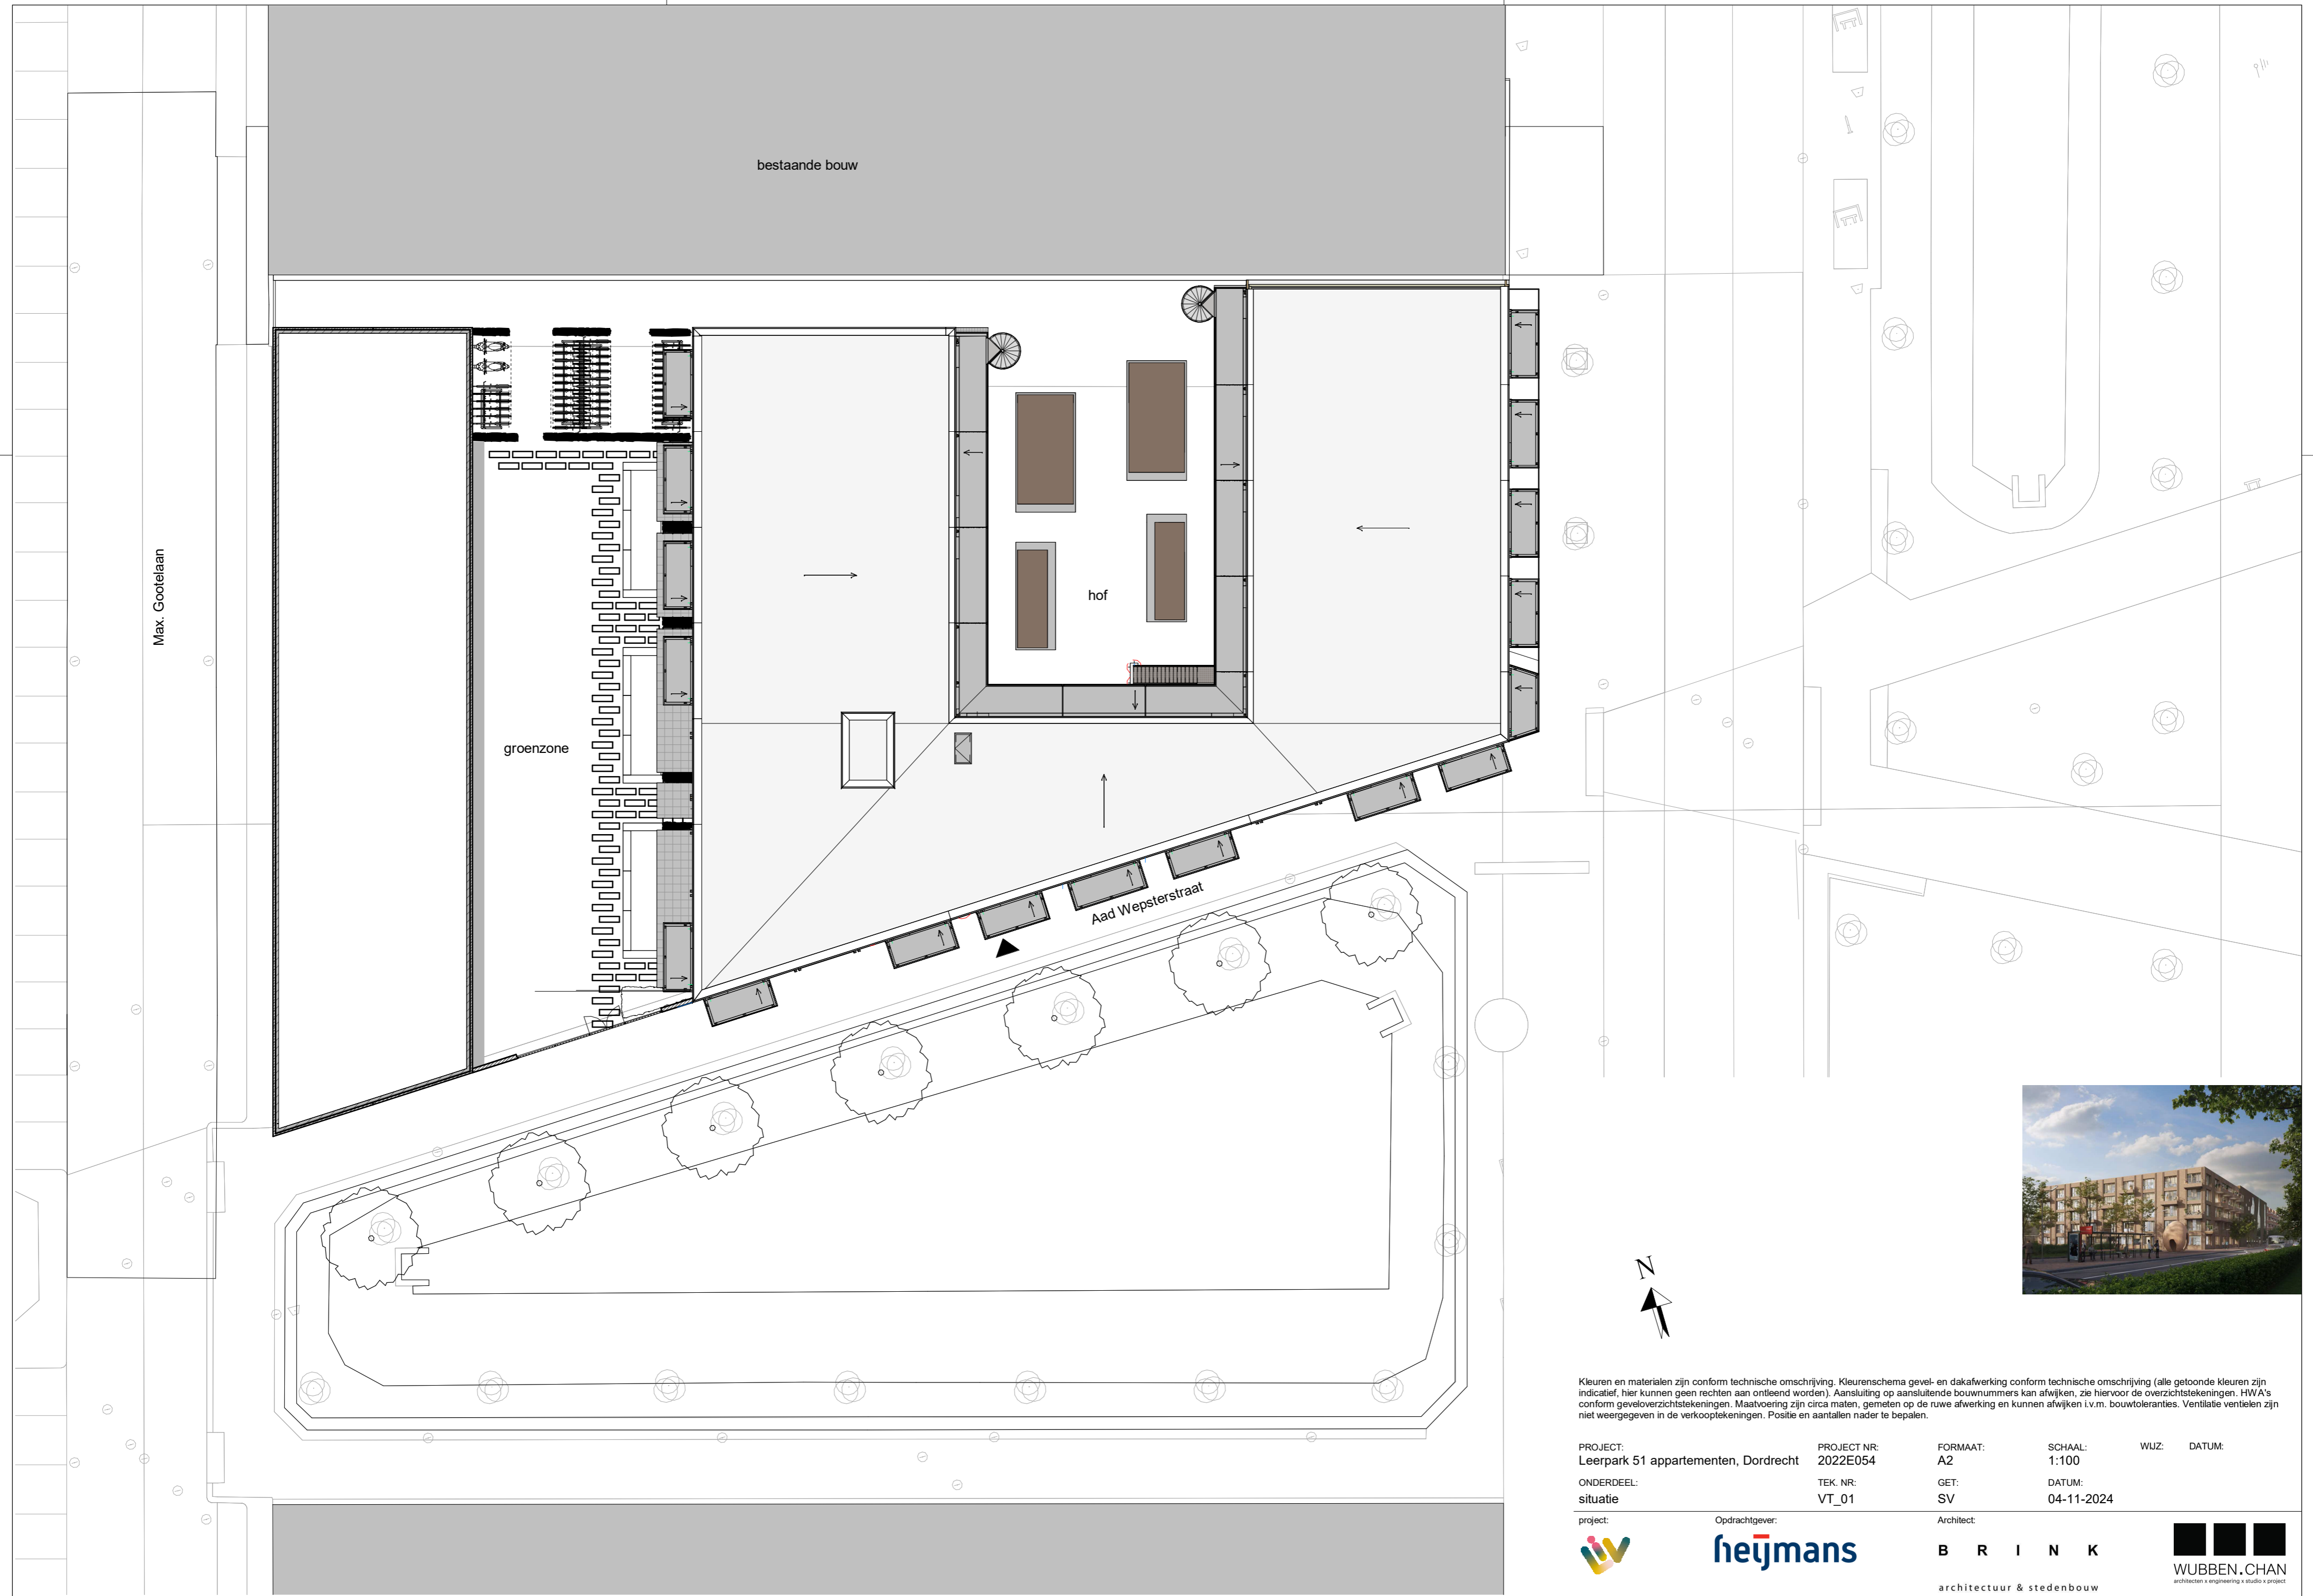 bestaande bouw
Max. Gootelaan
hof
groenzone
Aad Wepsterstraat
N
Kleuren en materialen zijn conform technische omschrijving. Kleurenschema gevel- en dakafwerking conform technische omschrijving (alle getoonde kleuren zijn
indicatief, hier kunnen geen rechten aan ontleend worden). Aansluiting op aansluitende bouwnummers kan afwijken, zie hiervoor de overzichtstekeningen. HWA's
conform geveloverzichtstekeningen. Maatvoering zijn circa maten, gemeten op de ruwe afwerking en kunnen afwijken i.v.m. bouwtoleranties. Ventilatie ventielen zijn
niet weergegeven in de verkooptekeningen. Positie en aantallen nader te bepalen.
PROJECT: PROJECT NR: FORMAAT: SCHAAL: WIJZ: DATUM:
Leerpark 51 appartementen, Dordrecht 2022E054 A2 1:100
ONDERDEEL: TEK. NR: GET: DATUM:
situatie VT_01 SV 04-11-2024
project: Opdrachtgever: Architect:
heijmans
BRINK
architectuur & stedenbouw
WUBBEN.CHAN
architecten x engineering x studio x project